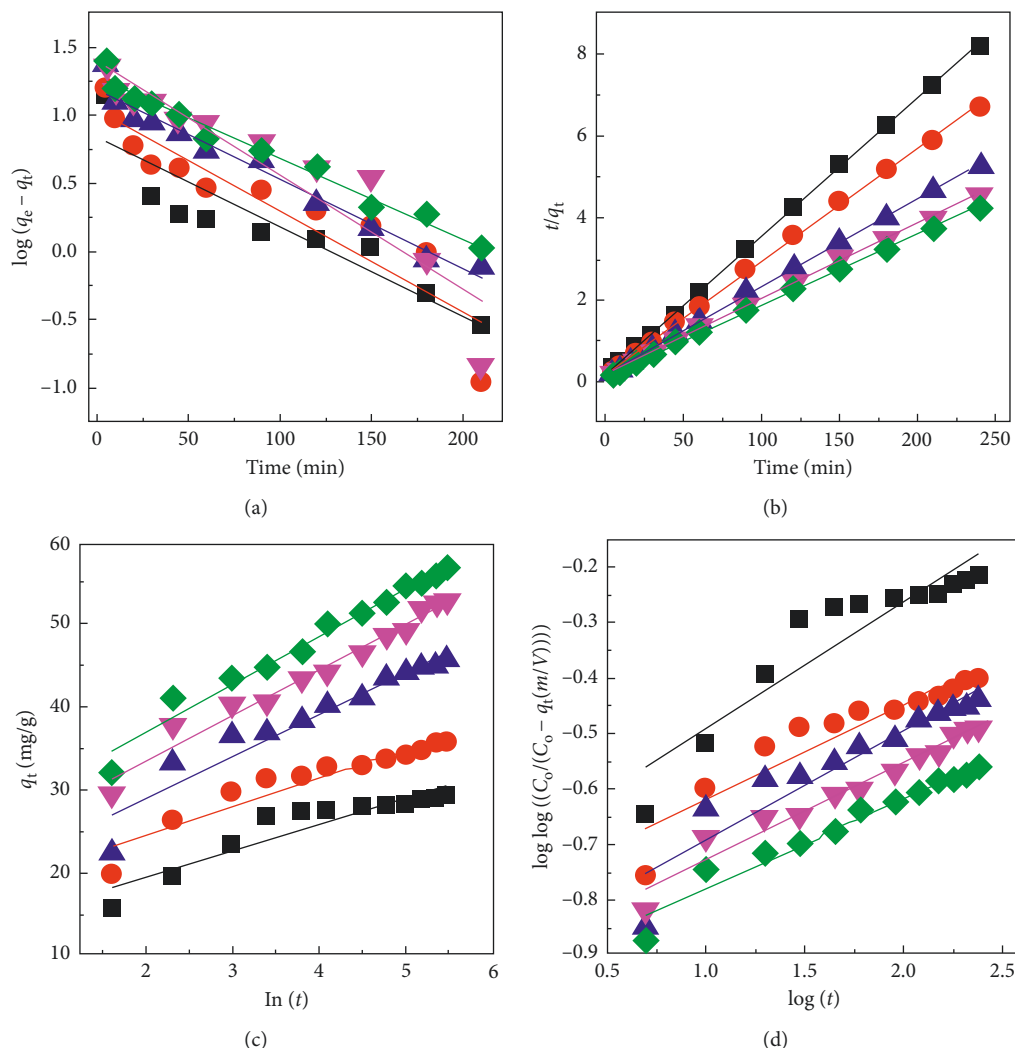 1.5
1.0
0.5
0.0
–0.5
–1.0
log (qe – qt)
0 50 100 150 200
Time (min)
(a)
8
6
4
2
0
t/qt
0 50 100 150 200 250
Time (min)
(b)
60
50
40
30
20
10
qt (mg/g)
2 3 4 5 6
In (t)
(c)
–0.2
–0.3
–0.4
–0.5
–0.6
–0.7
–0.8
–0.9
log log ((Co/(Co – qt(m/V))))
0.5 1.0 1.5 2.0 2.5
log (t)
(d)